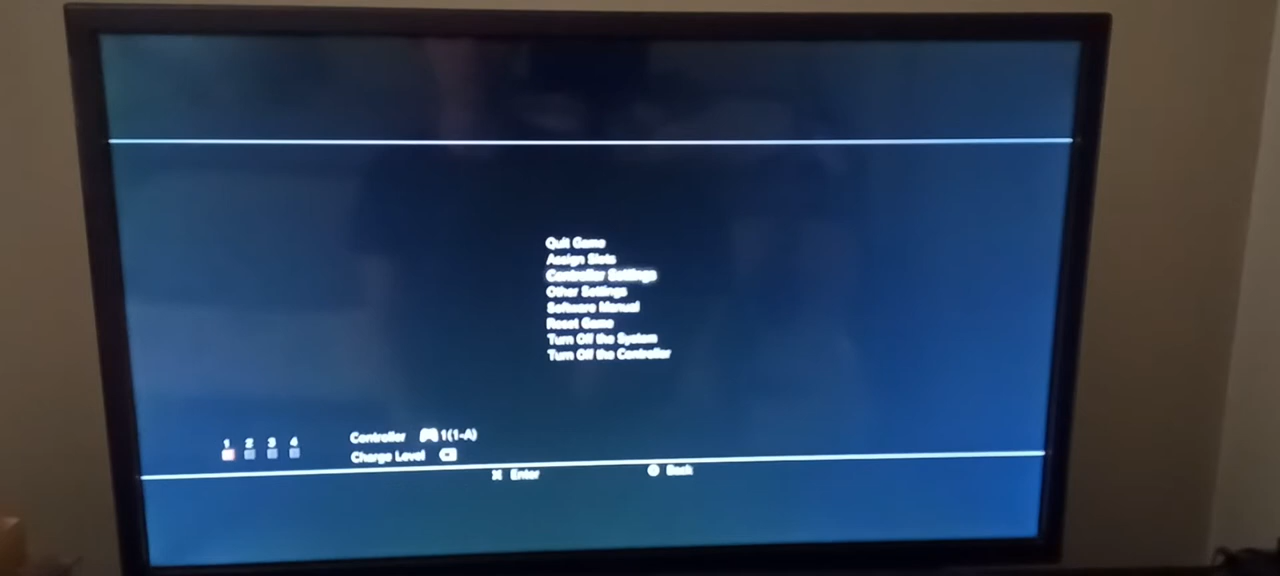 Quit Game
Assign Slots
Controller Settings
Other Settings
Software Manual
Reset Game
Turn Off the System
Turn Off the Controller
1 2 3 4
Controller 1(1-A)
Charge Level
Enter Back